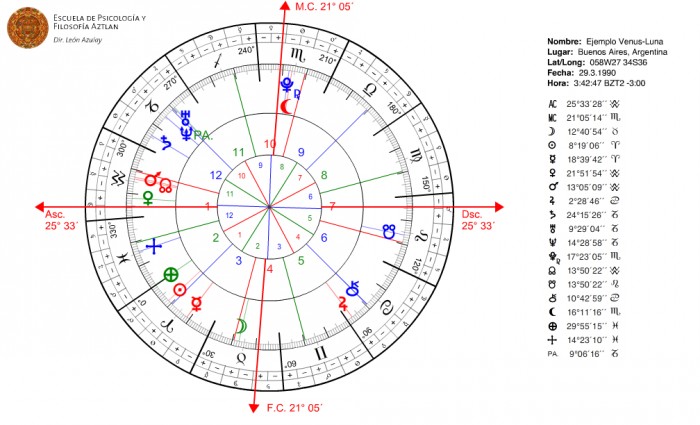 Escuela de Psicología y
Filosofía Aztlan
Dir. León Azulay
M.C. 21° 05´
Nombre: Ejemplo Venus-Luna
Lugar: Buenos Aires, Argentina
Lat/Long: 058W27 34S36
Fecha: 29.3.1990
Hora: 3:42:47 BZT2 -3:00
AC 25°33´28´´ ♒
MC 21°05´14´´ ♏
☽ 12°40´54´´ ♉
☉ 8°19´06´´ ♈
☿ 18°39´42´´ ♈
♀ 21°51´54´´ ♒
♂ 13°05´09´´ ♒
♃ 2°28´46´´ ♋
♄ 24°15´26´´ ♑
♅ 9°29´04´´ ♑
♆ 14°28´58´´ ♑
♇R 17°23´05´´ ♏
☊ 13°50´22´´ ♒
☋ 13°50´22´´ ♌
⚷ 10°42´59´´ ♋
⚸ 16°11´16´´ ♏
⊕ 29°55´15´´ ♓
14°23´10´´ ♓
PA. 9°06´16´´ ♑
240°
210°
180°
150°
120°
90°
60°
30°
0°
330°
300°
R
PA.
Asc.
25° 33´
Dsc.
25° 33´
11
10
9
12
8
1
7
2
6
3
4
5
11
10
9
8
7
6
5
4
3
2
1
12
F.C. 21° 05´